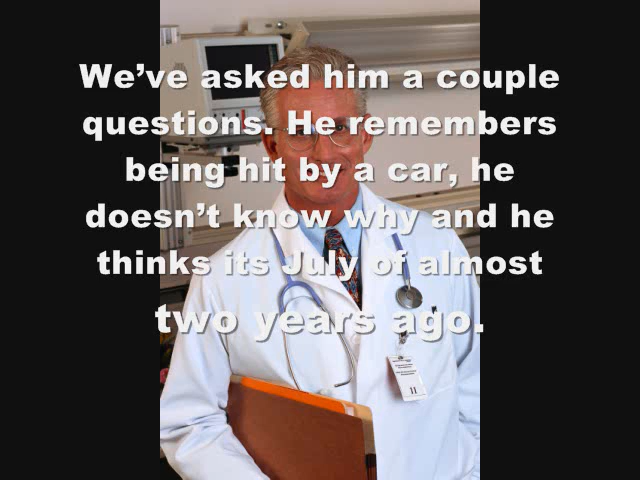 We’ve asked him a couple
questions. He remembers
being hit by a car, he
doesn’t know why and he
thinks its July of almost
two years ago.